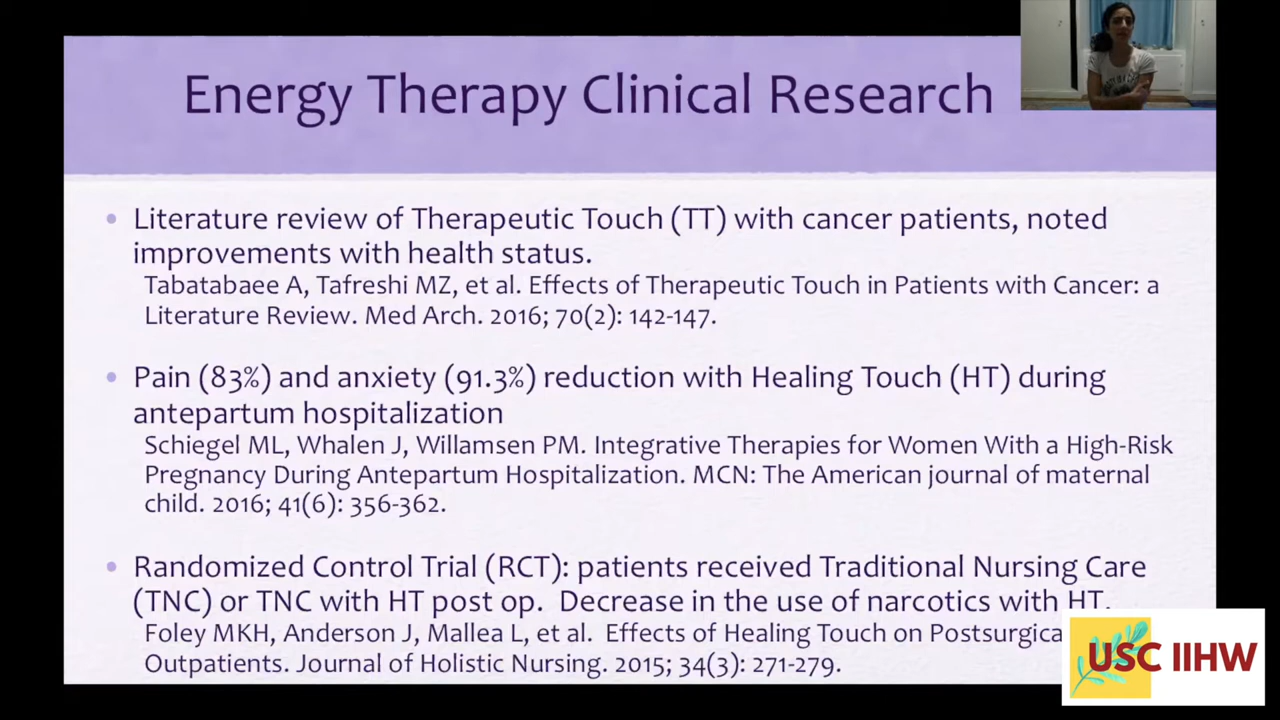 Energy Therapy Clinical Research
• Literature review of Therapeutic Touch (TT) with cancer patients, noted
improvements with health status.
Tabatabaee A, Tafreshi MZ, et al. Effects of Therapeutic Touch in Patients with Cancer: a
Literature Review. Med Arch. 2016; 70(2): 142-147.
• Pain (83%) and anxiety (91.3%) reduction with Healing Touch (HT) during
antepartum hospitalization
Schiegel ML, Whalen J, Willamsen PM. Integrative Therapies for Women With a High-Risk
Pregnancy During Antepartum Hospitalization. MCN: The American journal of maternal
child. 2016; 41(6): 356-362.
• Randomized Control Trial (RCT): patients received Traditional Nursing Care
(TNC) or TNC with HT post op. Decrease in the use of narcotics with HT.
Foley MKH, Anderson J, Mallea L, et al. Effects of Healing Touch on Postsurgica
Outpatients. Journal of Holistic Nursing. 2015; 34(3): 271-279.
USC IIHW